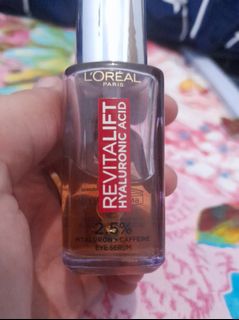 L'ORÉAL
PARIS
REVITALIFT
HYALURONIC ACID
2.5%
HYALURON + CAFFEINE
EYE SERUM